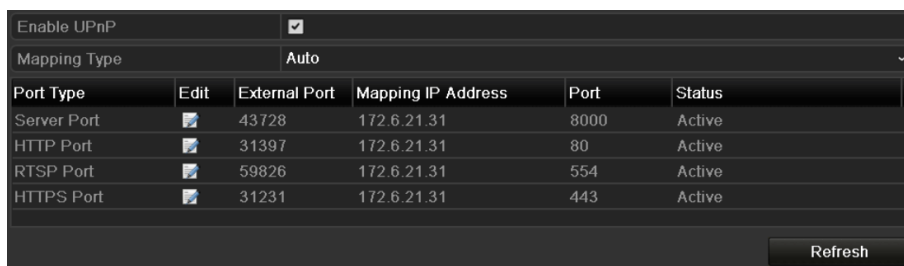 Enable UPnP
Mapping Type Auto
Port Type Edit External Port Mapping IP Address Port Status
Server Port 43728 172.6.21.31 8000 Active
HTTP Port 31397 172.6.21.31 80 Active
RTSP Port 59826 172.6.21.31 554 Active
HTTPS Port 31231 172.6.21.31 443 Active
Refresh